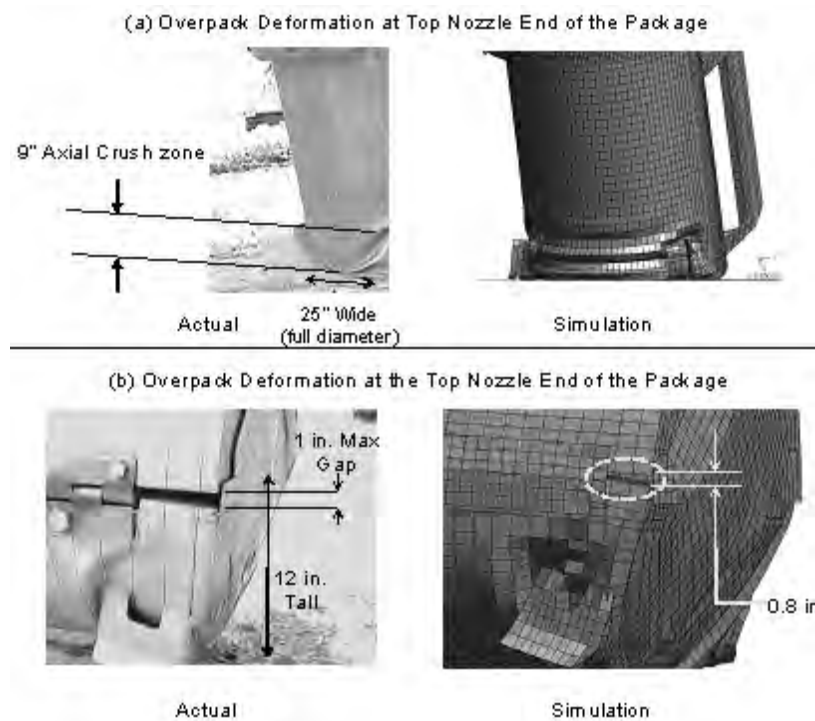 (a) Overpack Deformation at Top Nozzle End of the Package
9" Axial Crush zone
25" Wide
(full diameter)
Actual
Simulation
(b) Overpack Deformation at the Top Nozzle End of the Package
1 in. Max
Gap
12 in.
Tall
0.8 in
Actual
Simulation